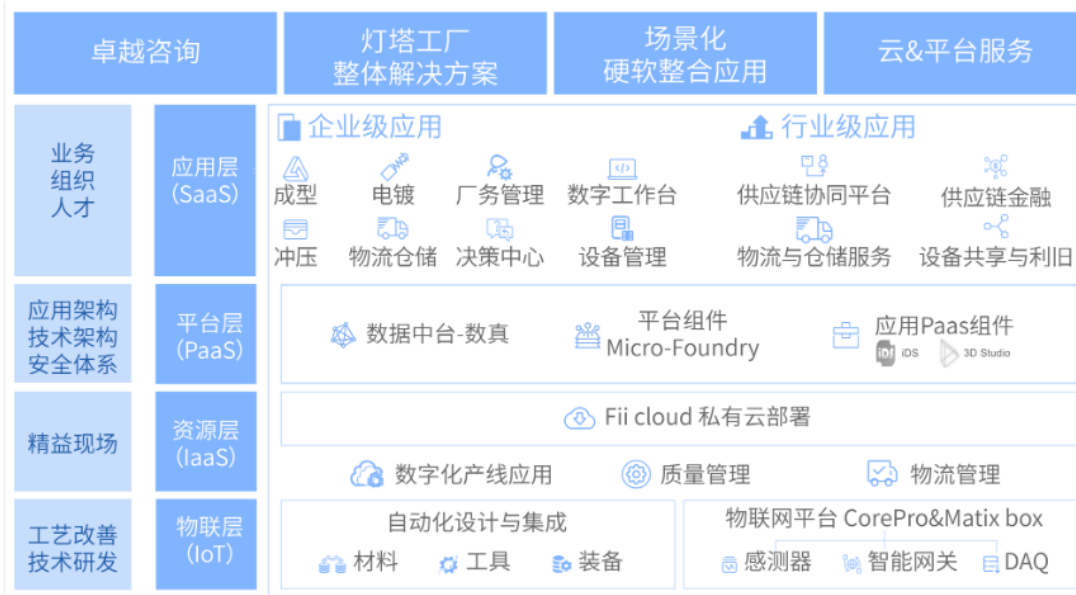 卓越咨询
灯塔工厂
整体解决方案
场景化
硬软整合应用
云&平台服务
业务
组织
人才
应用层
(SaaS)
企业级应用
行业级应用
成型
电镀
厂务管理
数字工作台
供应链协同平台
供应链金融
冲压
物流仓储
决策中心
设备管理
物流与仓储服务
设备共享与利旧
应用架构
技术架构
安全体系
平台层
(PaaS)
数据中台-数真
平台组件
Micro-Foundry
应用Paas组件
iDS
iDS
3D Studio
精益现场
资源层
(IaaS)
Fii cloud 私有云部署
数字化产线应用
质量管理
物流管理
工艺改善
技术研发
物联层
(IoT)
自动化设计与集成
材料
工具
装备
物联网平台 CorePro&Matix box
感测器
智能网关
DAQ